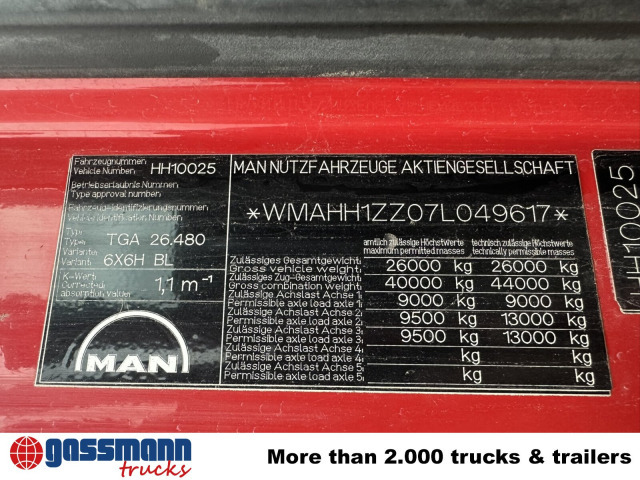 Fahrzeugnummer HH10025
Vehicle Number
MAN NUTZFAHRZEUGE AKTIENGESELLSCHAFT
Betriebserlaubnis Nummer
Type approval number
Fahrzeugidentifizierungsnummer
Vehicle Identification Number
*WMAHH1ZZ07L049617*
Typ
Type TGA 26.480
Variante
Variant 6X6H BL
K-Wert
Corrected
absorption value 1,1 m-1
MAN
amtlich zulässige Höchstwerte technisch zulässige Höchstwerte
maximum permitted masses technically permissible masses
Zulässiges Gesamtgewicht
Gross vehicle weight 26000 kg 26000 kg
Zulässiges Zug-Gesamtgewicht
Gross combination weight 40000 kg 44000 kg
Zulässige Achslast Achse 1
Permissible axle load axle 1 9000 kg 9000 kg
Zulässige Achslast Achse 2
Permissible axle load axle 2 9500 kg 13000 kg
Zulässige Achslast Achse 3
Permissible axle load axle 3 9500 kg 13000 kg
Zulässige Achslast Achse 4
Permissible axle load axle 4 kg kg
Zulässige Achslast Achse 5
Permissible axle load axle 5 kg kg
HH10025
gassmann
trucks
More than 2.000 trucks & trailers